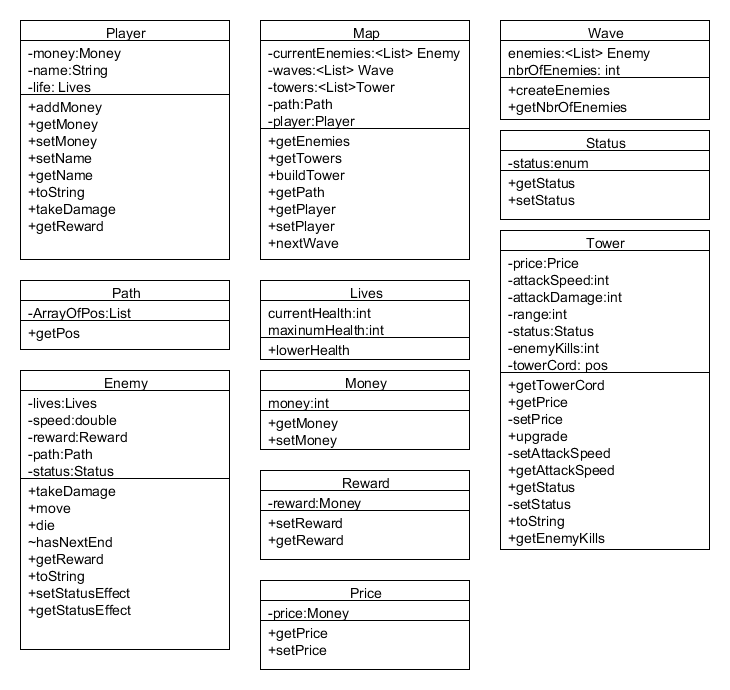 Player
-money:Money
-name:String
-life: Lives
+addMoney
+getMoney
+setMoney
+setName
+getName
+toString
+takeDamage
+getReward
Map
-currentEnemies:<List> Enemy
-waves:<List> Wave
-towers:<List>Tower
-path:Path
-player:Player
+getEnemies
+getTowers
+buildTower
+getPath
+getPlayer
+setPlayer
+nextWave
Wave
enemies:<List> Enemy
nbrOfEnemies: int
+createEnemies
+getNbrOfEnemies
Status
-status:enum
+getStatus
+setStatus
Tower
-price:Price
-attackSpeed:int
-attackDamage:int
-range:int
-status:Status
-enemyKills:int
-towerCord: pos
+getTowerCord
+getPrice
-setPrice
+upgrade
-setAttackSpeed
+getAttackSpeed
+getStatus
-setStatus
+toString
+getEnemyKills
Path
-ArrayOfPos:List
+getPos
Lives
currentHealth:int
maxinumHealth:int
+lowerHealth
Enemy
-lives:Lives
-speed:double
-reward:Reward
-path:Path
-status:Status
+takeDamage
+move
+die
~hasNextEnd
+getReward
+toString
+setStatusEffect
+getStatusEffect
Money
money:int
+getMoney
+setMoney
Reward
-reward:Money
+setReward
+getReward
Price
-price:Money
+getPrice
+setPrice